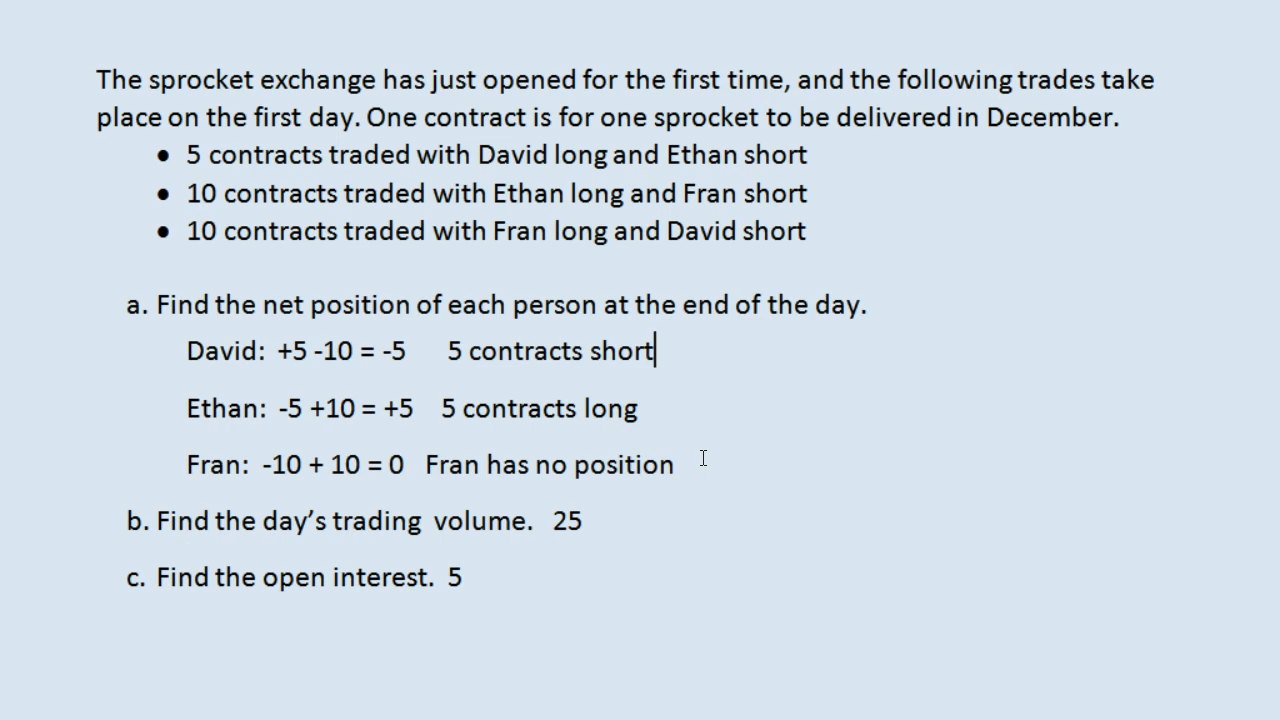 The sprocket exchange has just opened for the first time, and the following trades take
place on the first day. One contract is for one sprocket to be delivered in December.
● 5 contracts traded with David long and Ethan short
● 10 contracts traded with Ethan long and Fran short
● 10 contracts traded with Fran long and David short
a. Find the net position of each person at the end of the day.
David: +5 -10 = -5 5 contracts short
Ethan: -5 +10 = +5 5 contracts long
Fran: -10 + 10 = 0 Fran has no position
b. Find the day’s trading volume. 25
c. Find the open interest. 5